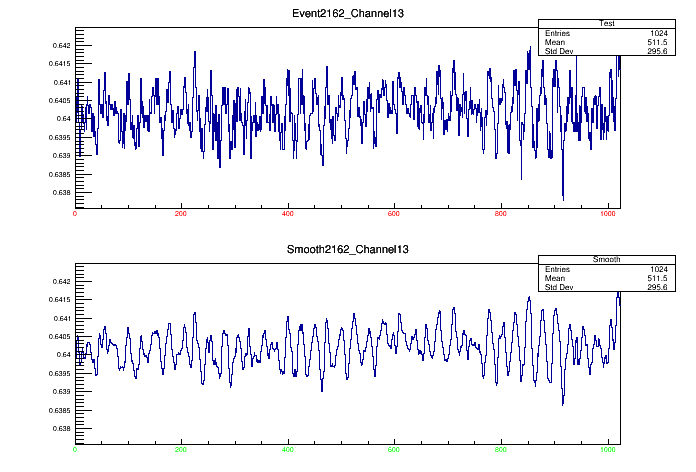 Event2162_Channel13
Test
Entries 1024
Mean 511.5
Std Dev 295.6
0.642
0.6415
0.641
0.6405
0.64
0.6395
0.639
0.6385
0.638
0 200 400 600 800 1000
Smooth2162_Channel13
Smooth
Entries 1024
Mean 511.5
Std Dev 295.6
0.642
0.6415
0.641
0.6405
0.64
0.6395
0.639
0.6385
0.638
0 200 400 600 800 1000